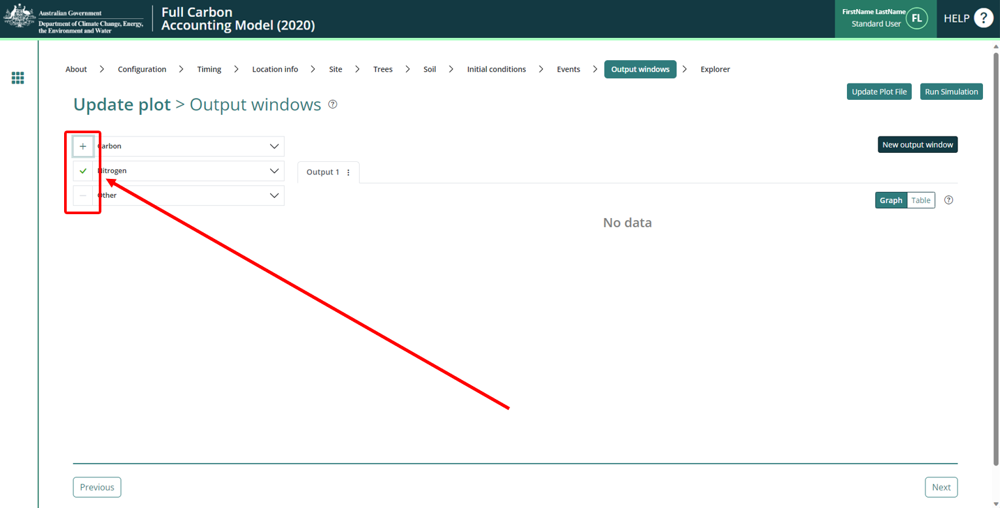 Australian Government
Department of Climate Change, Energy,
the Environment and Water
Full Carbon
Accounting Model (2020)
FirstName LastName
Standard User
FL
HELP ?
About > Configuration > Timing > Location info > Site > Trees > Soil > Initial conditions > Events > Output windows > Explorer
Update Plot File
Run Simulation
Update plot > Output windows ?
+ Carbon
New output window
Nitrogen
Output 1
Other
Graph Table ?
No data
Previous
Next